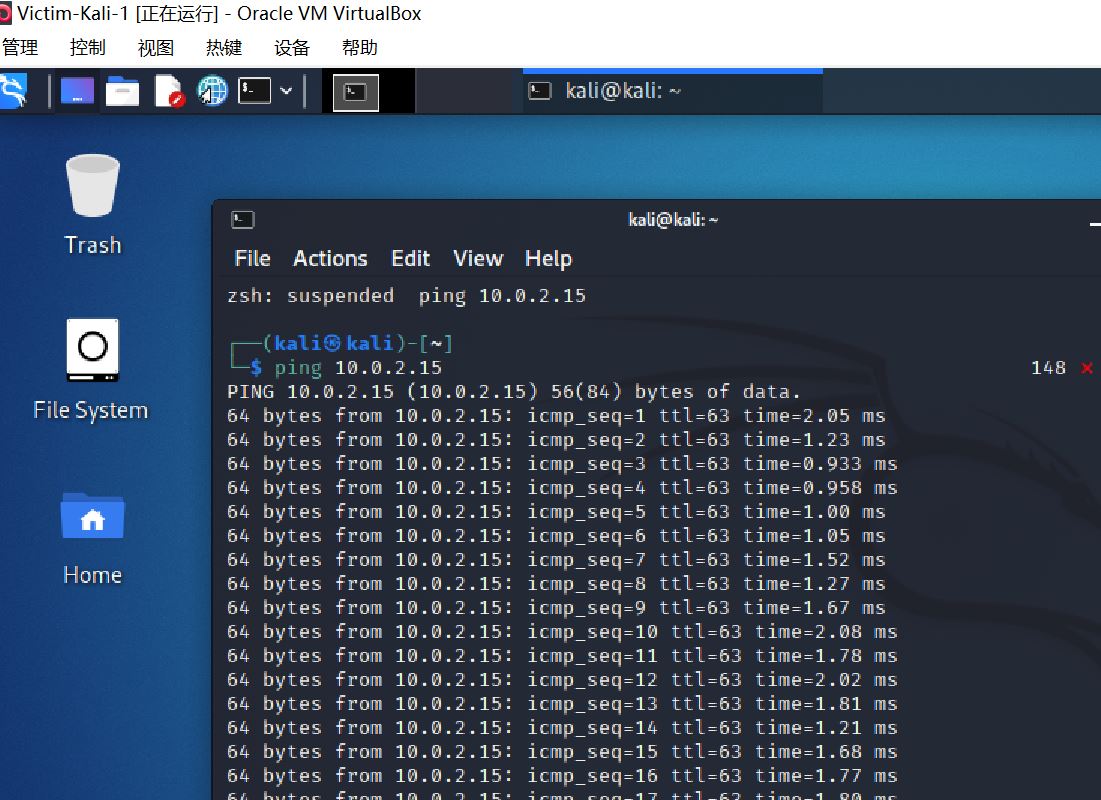 Victim-Kali-1 [正在运行] - Oracle VM VirtualBox
管理 控制 视图 热键 设备 帮助
kali@kali: ~
Trash
File System
Home
kali@kali: ~
File Actions Edit View Help
zsh: suspended  ping 10.0.2.15
┌──(kali㉿kali)-[~]
└─$ ping 10.0.2.15 148 ⨯
PING 10.0.2.15 (10.0.2.15) 56(84) bytes of data.
64 bytes from 10.0.2.15: icmp_seq=1 ttl=63 time=2.05 ms
64 bytes from 10.0.2.15: icmp_seq=2 ttl=63 time=1.23 ms
64 bytes from 10.0.2.15: icmp_seq=3 ttl=63 time=0.933 ms
64 bytes from 10.0.2.15: icmp_seq=4 ttl=63 time=0.958 ms
64 bytes from 10.0.2.15: icmp_seq=5 ttl=63 time=1.00 ms
64 bytes from 10.0.2.15: icmp_seq=6 ttl=63 time=1.05 ms
64 bytes from 10.0.2.15: icmp_seq=7 ttl=63 time=1.52 ms
64 bytes from 10.0.2.15: icmp_seq=8 ttl=63 time=1.27 ms
64 bytes from 10.0.2.15: icmp_seq=9 ttl=63 time=1.67 ms
64 bytes from 10.0.2.15: icmp_seq=10 ttl=63 time=2.08 ms
64 bytes from 10.0.2.15: icmp_seq=11 ttl=63 time=1.78 ms
64 bytes from 10.0.2.15: icmp_seq=12 ttl=63 time=2.02 ms
64 bytes from 10.0.2.15: icmp_seq=13 ttl=63 time=1.81 ms
64 bytes from 10.0.2.15: icmp_seq=14 ttl=63 time=1.21 ms
64 bytes from 10.0.2.15: icmp_seq=15 ttl=63 time=1.68 ms
64 bytes from 10.0.2.15: icmp_seq=16 ttl=63 time=1.77 ms
64 bytes from 10.0.2.15: icmp_seq=17 ttl=63 time=1.80 ms